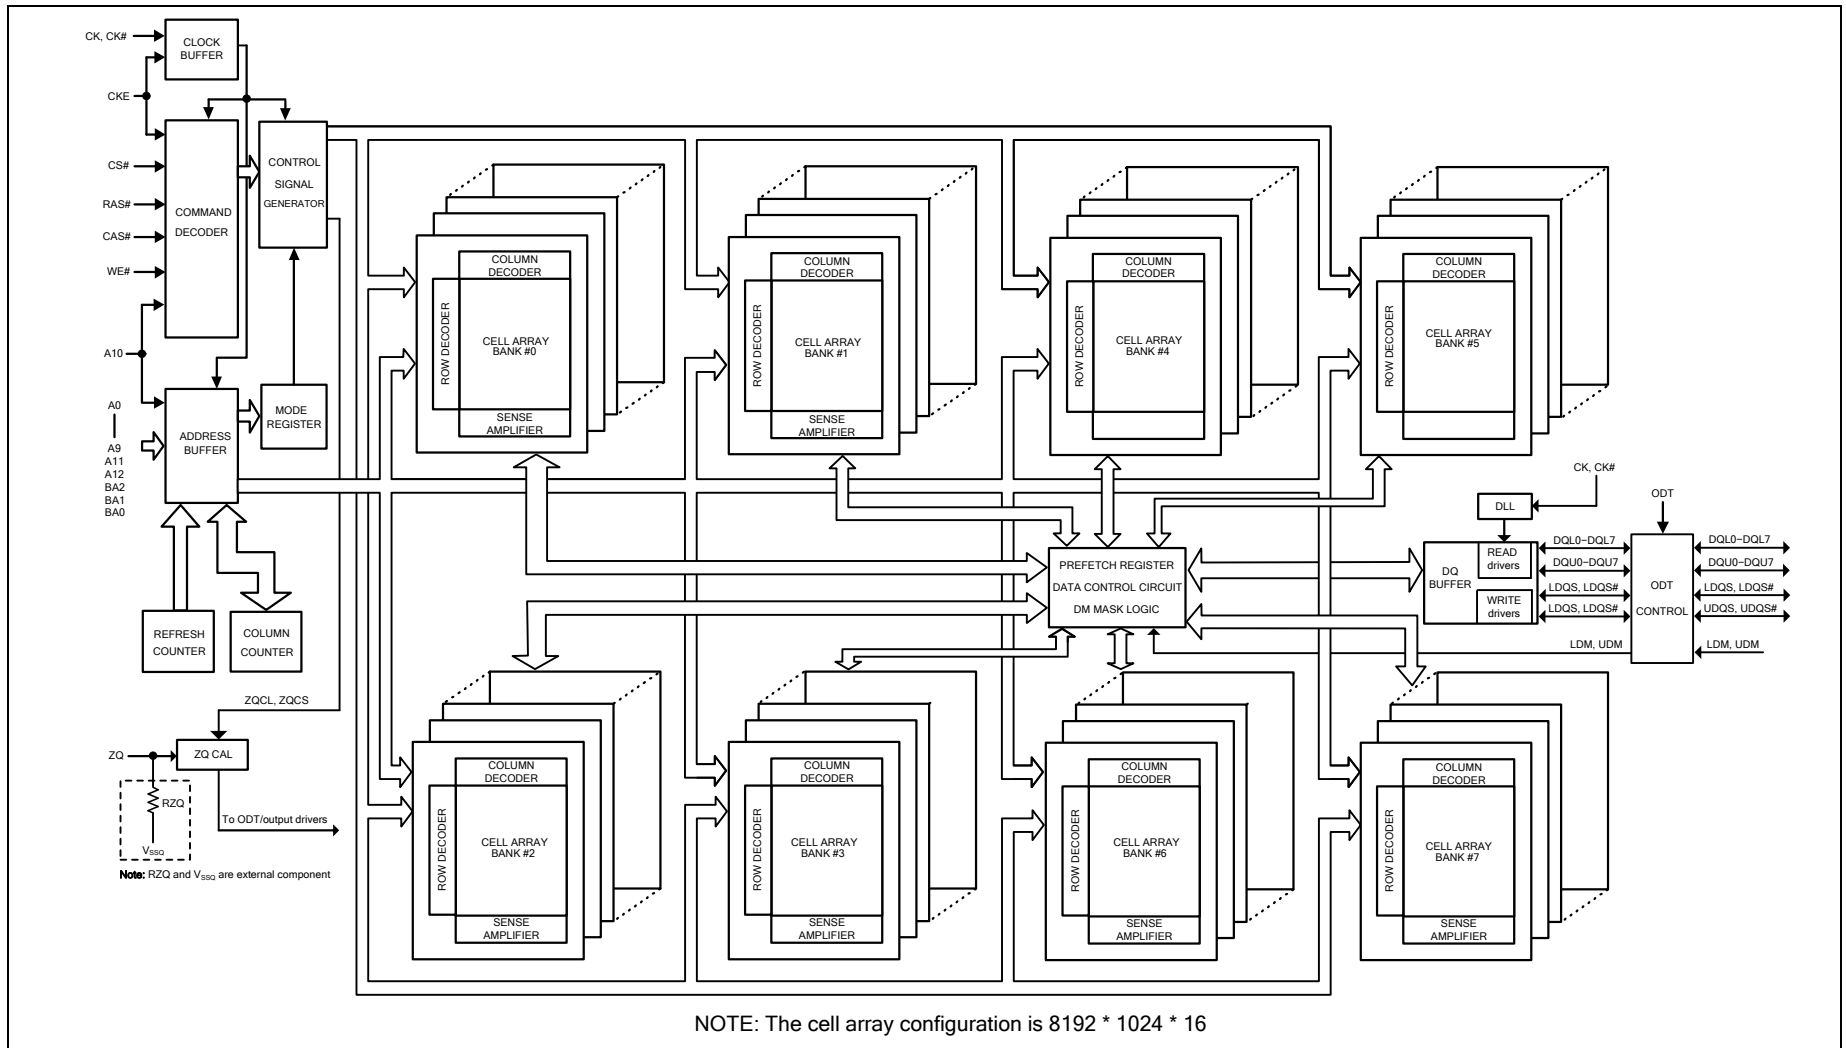 CK, CK#
CLOCK
BUFFER
CKE
CS#
RAS#
CAS#
WE#
COMMAND
DECODER
CONTROL
SIGNAL
GENERATOR
A10
A0
A9
A11
A12
BA2
BA1
BA0
ADDRESS
BUFFER
MODE
REGISTER
REFRESH
COUNTER
COLUMN
COUNTER
ZQCL, ZQCS
ZQ
ZQ CAL
RZQ
VSSQ
To ODT/output drivers
Note: RZQ and VSSQ are external component
COLUMN
DECODER
ROW DECODER
CELL ARRAY
BANK #0
SENSE
AMPLIFIER
COLUMN
DECODER
ROW DECODER
CELL ARRAY
BANK #1
SENSE
AMPLIFIER
COLUMN
DECODER
ROW DECODER
CELL ARRAY
BANK #4
COLUMN
DECODER
ROW DECODER
CELL ARRAY
BANK #5
PREFETCH REGISTER
DATA CONTROL CIRCUIT
DM MASK LOGIC
CK, CK#
DLL
ODT
DQ
BUFFER
READ
drivers
WRITE
drivers
DQL0~DQL7
DQU0~DQU7
LDQS, LDQS#
LDQS, LDQS#
LDM, UDM
ODT
CONTROL
DQL0~DQL7
DQU0~DQU7
LDQS, LDQS#
UDQS, UDQS#
LDM, UDM
COLUMN
DECODER
ROW DECODER
CELL ARRAY
BANK #2
SENSE
AMPLIFIER
COLUMN
DECODER
ROW DECODER
CELL ARRAY
BANK #3
SENSE
AMPLIFIER
COLUMN
DECODER
ROW DECODER
CELL ARRAY
BANK #6
SENSE
AMPLIFIER
COLUMN
DECODER
ROW DECODER
CELL ARRAY
BANK #7
SENSE
AMPLIFIER
NOTE: The cell array configuration is 8192 * 1024 * 16